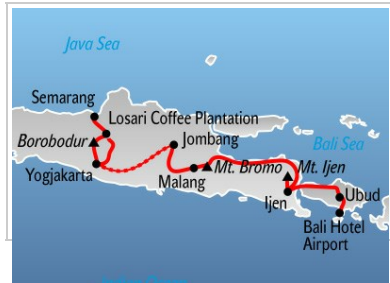 Java Sea
Semarang
Losari Coffee Plantation
Borobodur
Jombang
Bali Sea
Yogjakarta
Malang
Mt. Bromo
Mt. Ijen
Ijen
Ubud
Bali Hotel
Airport